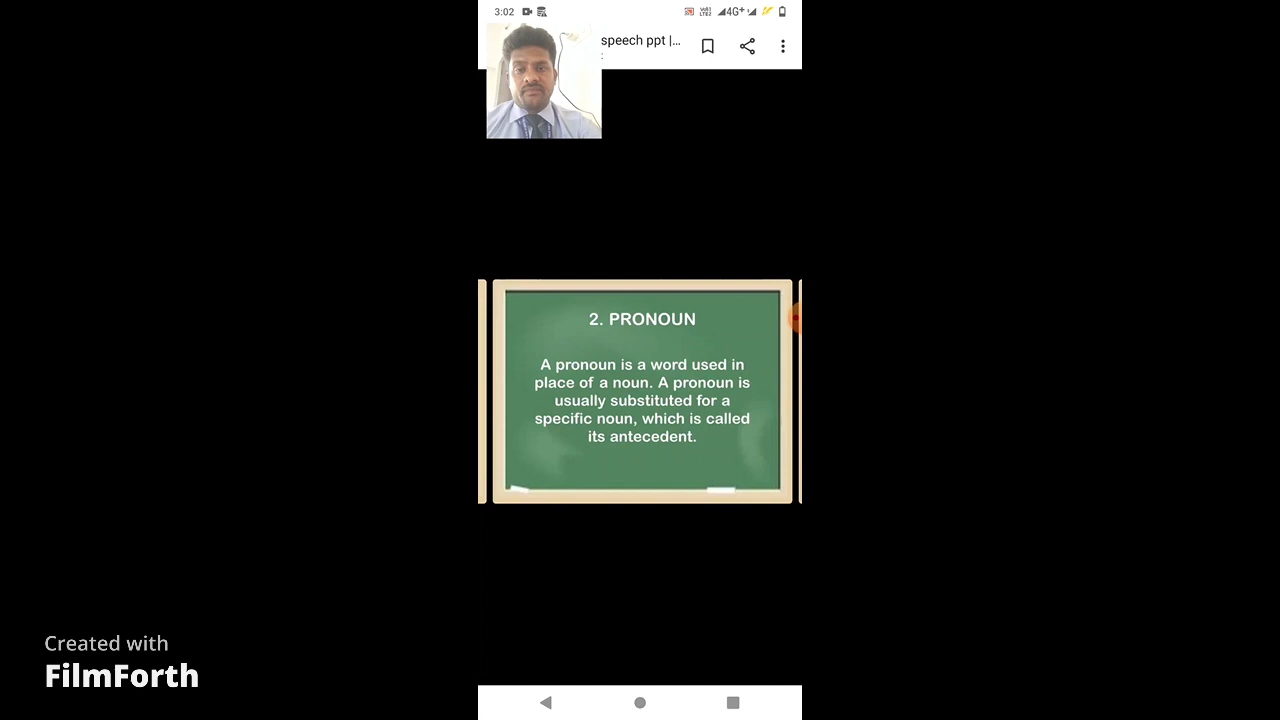 3:02
4G+
speech ppt |...
2. PRONOUN
A pronoun is a word used in
place of a noun. A pronoun is
usually substituted for a
specific noun, which is called
its antecedent.
Created with
FilmForth